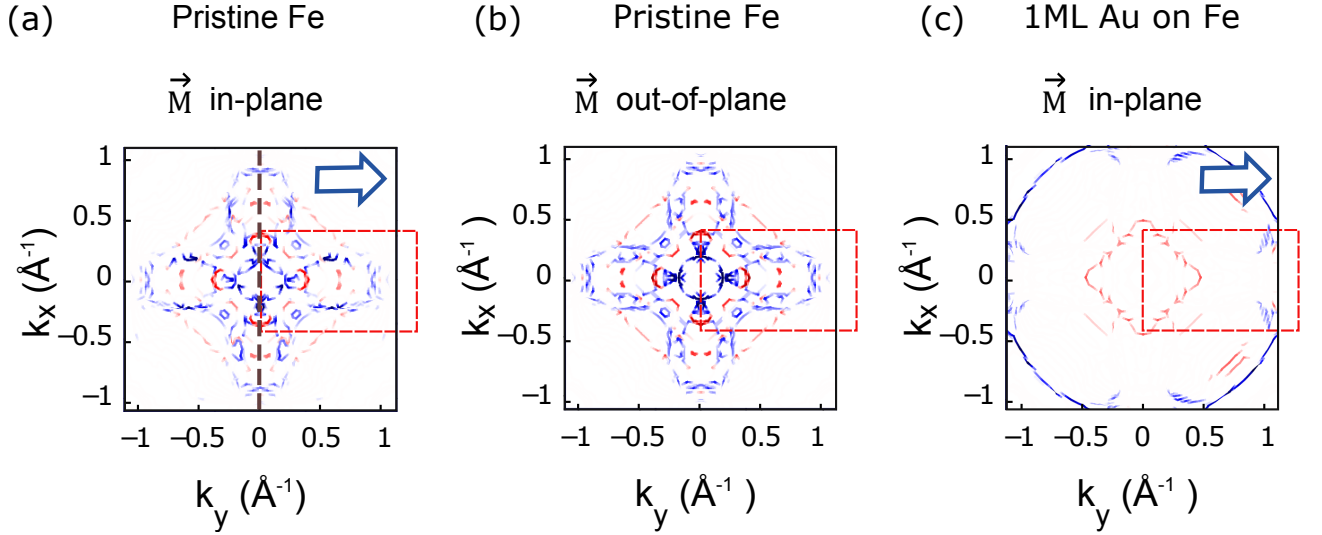 (a) Pristine Fe
M in-plane
1
0.5
0
−0.5
−1
kx (Å-1)
−1 −0.5 0 0.5 1
ky (Å-1)
(b) Pristine Fe
M out-of-plane
1
0.5
0
−0.5
−1
kx (Å-1)
−1 −0.5 0 0.5 1
ky (Å-1 )
(c) 1ML Au on Fe
M in-plane
1
0.5
0
−0.5
−1
kx (Å-1)
−1 −0.5 0 0.5 1
ky (Å-1)